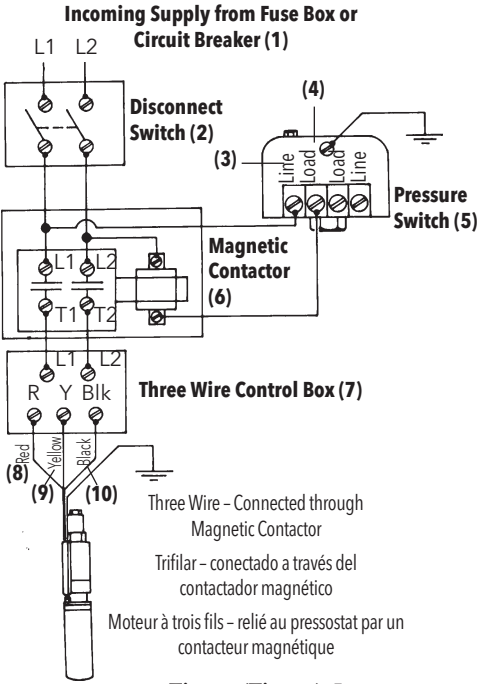 Incoming Supply from Fuse Box or
Circuit Breaker (1)
L1 L2
Disconnect
Switch (2)
(4)
(3)
Line
Load
Load
Line
Pressure
Switch (5)
Magnetic
Contactor
(6)
L1 L2
T1 T2
L1 L2
R Y Blk
Three Wire Control Box (7)
Red
Yellow
Black
(8)
(9)
(10)
Three Wire – Connected through
Magnetic Contactor
Trifilar – conectado a través del
contactador magnético
Moteur à trois fils – relié au pressostat par un
contacteur magnétique